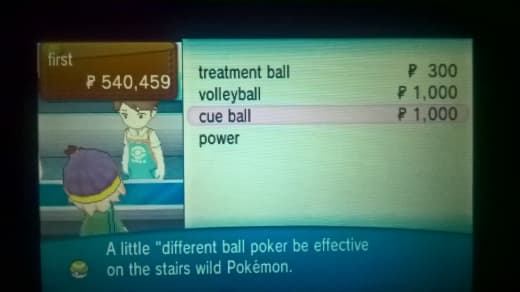 first
₽ 540,459
treatment ball ₽ 300
volleyball ₽ 1,000
cue ball ₽ 1,000
power
A little "different ball poker be effective
on the stairs wild Pokémon.